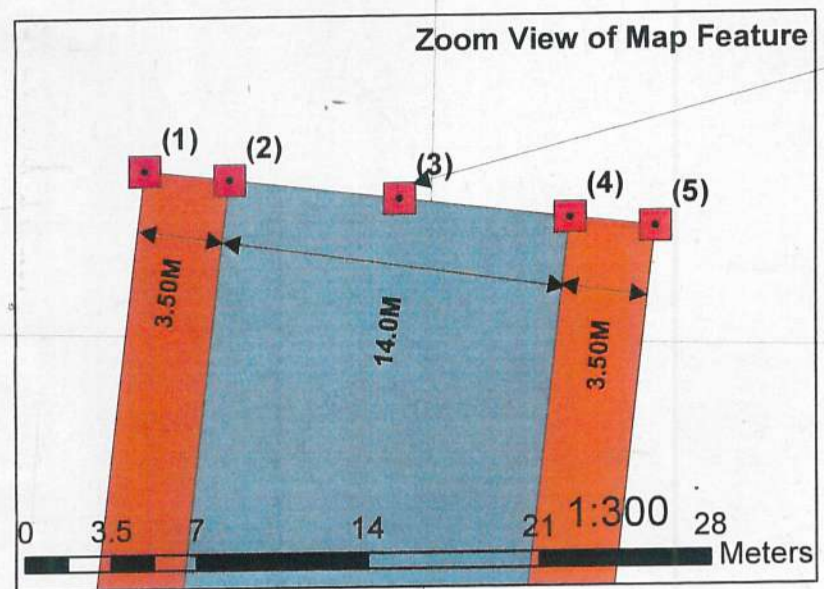 Zoom View of Map Feature
(1)
(2)
(3)
(4)
(5)
3.50M
14.0M
3.50M
1:300
0 3.5 7 14 21 28
Meters